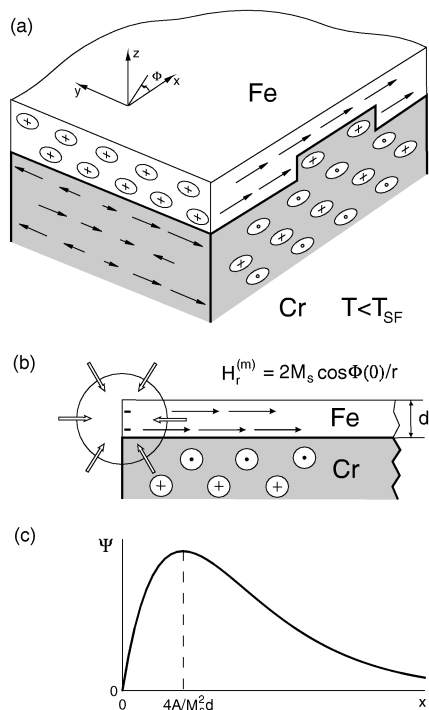 (a)
z
Φ
y
x
Fe
Cr T<T_SF
(b)
H_r^(m) = 2M_s cosΦ(0)/r
Fe
d
Cr
(c)
Ψ
0
0
4A/M_s^2d
x